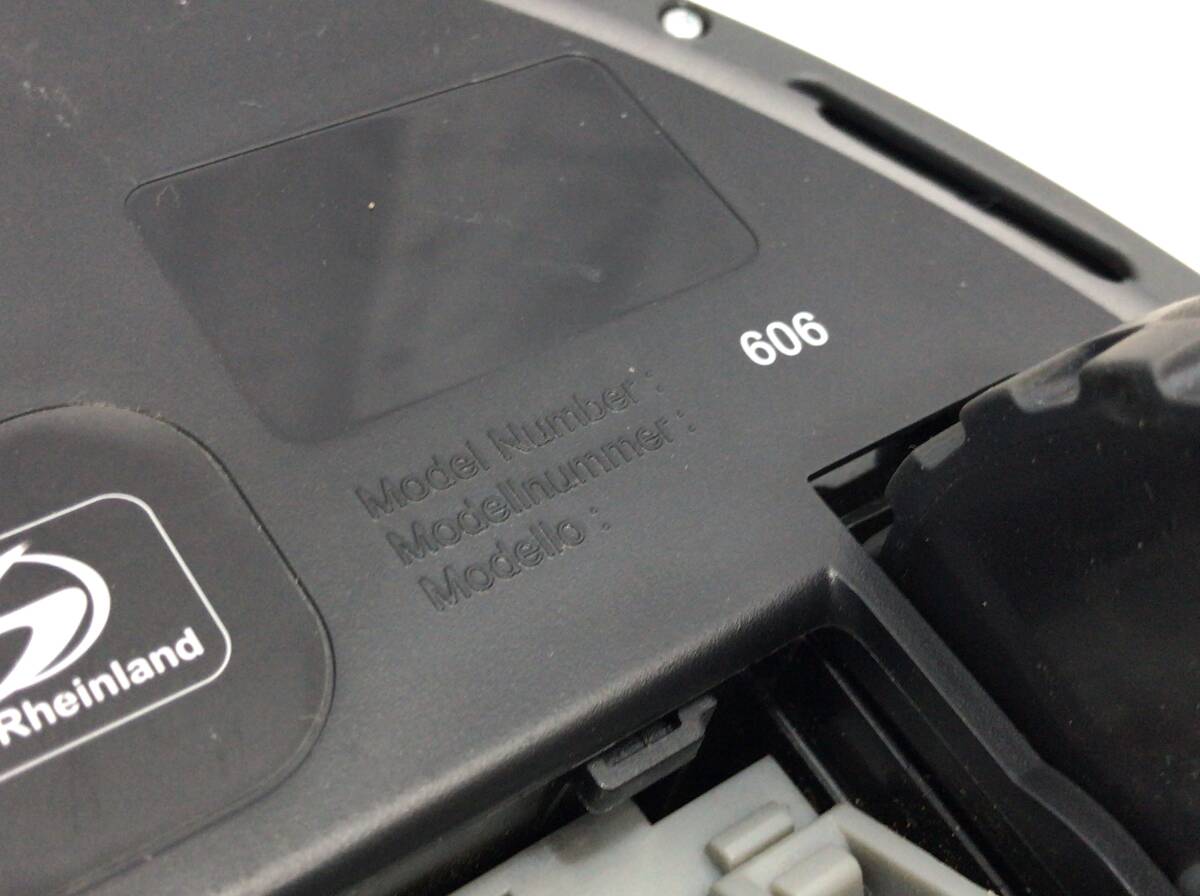 606
Model Number :
Modellnummer :
Modello :
Rheinland